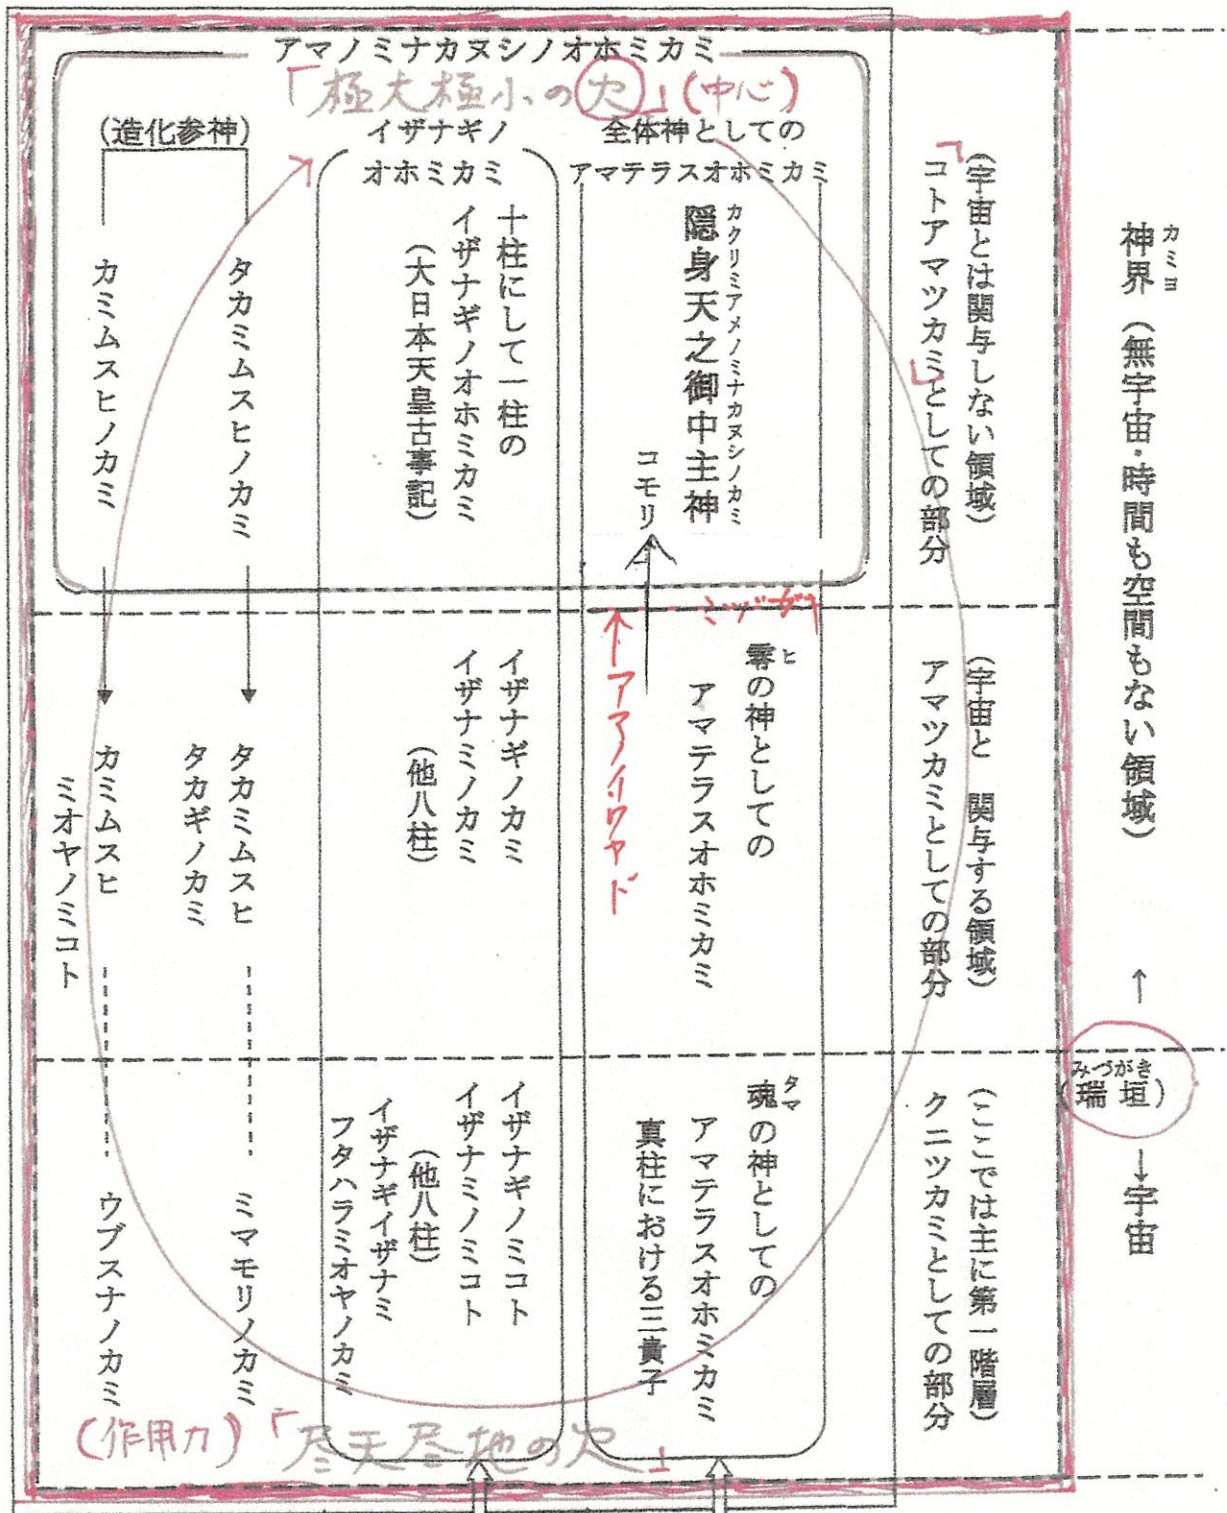 神界（無宇宙・時間も空間もない領域）
カミヨ
↑
（瑞垣）
みづがき
↓宇宙
（宇宙とは関与しない領域）
「コトアマツカミ」としての部分
（宇宙と 関与する領域）
アマツカミとしての部分
（ここでは主に第一階層）
クニツカミとしての部分
アマノミナカヌシノオホミカミ
「極大極小の穴」（中心）
全体神としての
アマテラスオホミカミ
カクリミアメノミナカヌシノカミ
隠身天之御中主神
コモリ
イザナギノ
オホミカミ
十柱にして一柱の
イザナギノオホミカミ
（大日本天皇古事記）
（造化参神）
タカミムスヒノカミ
カミムスヒノカミ
ミヅガキ
アマノイワヤド
ヒ
霊の神としての
アマテラスオホミカミ
イザナギノカミ
イザナミノカミ
（他八柱）
タカミムスヒ
タカギノカミ
カミムスヒ
ミオヤノミコト
タマ
魂の神としての
アマテラスオホミカミ
真柱における三貴子
イザナギノミコト
イザナミノミコト
（他八柱）
イザナギイザナミ
フタハラミオヤノカミ
ミマモリノカミ
ウブスナノカミ
（作用力）「尽天尽地の穴」